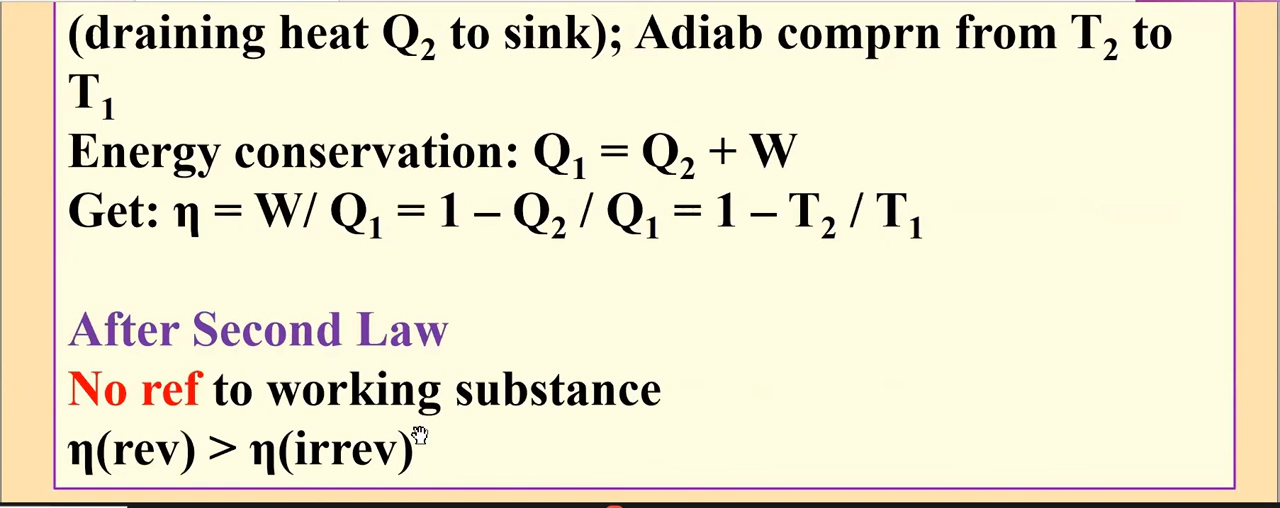 (draining heat Q₂ to sink); Adiab comprn from T₂ to
T₁
Energy conservation: Q₁ = Q₂ + W
Get: η = W/ Q₁ = 1 – Q₂ / Q₁ = 1 – T₂ / T₁
After Second Law
No ref to working substance
η(rev) > η(irrev)